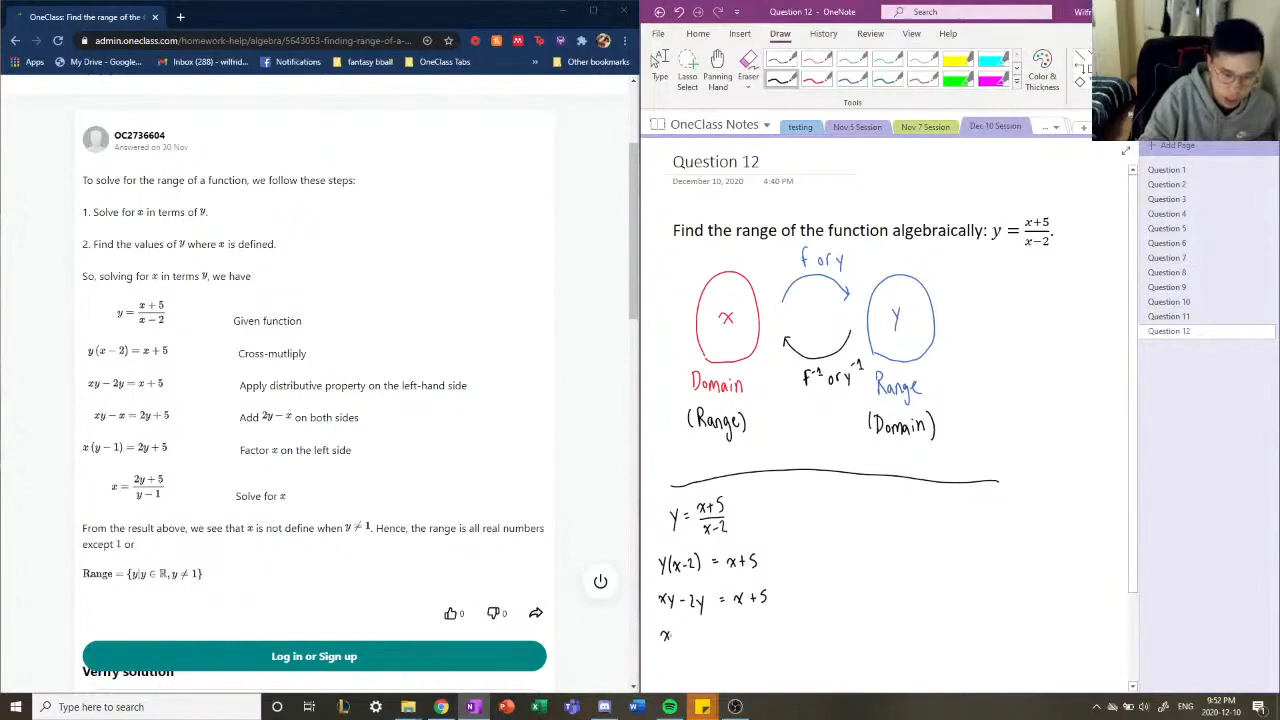 OneClass: Find the range of the
Question 12 - OneNote
Search
Wilfr
adminoneclass.com/homework-help/algebra/5643053-finding-range-of-a-...
File Home Insert Draw History Review View Help
Apps
My Drive - Google...
Inbox (288) - wilfrid...
fantasy bball
OneClass Tabs
Other bookmarks
Type
Lasso Select
Panning Hand
Eraser
Color & Thickness
Tools
OneClass Notes
testing
Nov 5 Session
Nov 7 Session
Dec 10 Session
Add Page
OC2736604
Answered on 30 Nov
To solve for the range of a function, we follow these steps:
1. Solve for x in terms of y.
2. Find the values of y where x is defined.
So, solving for x in terms y, we have
y = (x + 5)/(x − 2) Given function
y (x − 2) = x + 5 Cross-mutliply
xy − 2y = x + 5 Apply distributive property on the left-hand side
xy − x = 2y + 5 Add 2y − x on both sides
x (y − 1) = 2y + 5 Factor x on the left side
x = (2y + 5)/(y − 1) Solve for x
From the result above, we see that x is not define when y ≠ 1. Hence, the range is all real numbers
except 1 or
Range = {y|y ∈ ℝ, y ≠ 1}
0 0
Log in or Sign up
Verify solution
Question 12
December 10, 2020 4:40 PM
Find the range of the function algebraically: y = (x+5)/(x−2).
f or y
x
y
f⁻¹ or y⁻¹
Domain
Range
(Range)
(Domain)
y = (x+5)/(x-2)
y(x-2) = x+5
xy - 2y = x + 5
x
Question 1
Question 2
Question 3
Question 4
Question 5
Question 6
Question 7
Question 8
Question 9
Question 10
Question 11
Question 12
Type here to search
9:52 PM
2020-12-10